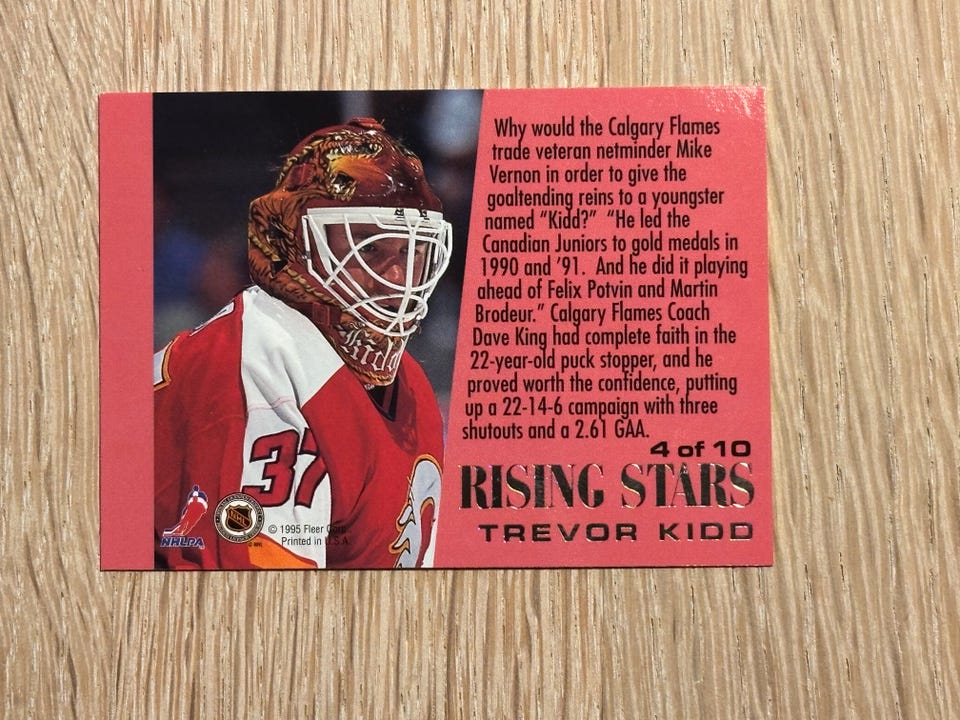 Why would the Calgary Flames
trade veteran netminder Mike
Vernon in order to give the
goaltending reins to a youngster
named "Kidd?" "He led the
Canadian Juniors to gold medals in
1990 and '91. And he did it playing
ahead of Felix Potvin and Martin
Brodeur." Calgary Flames Coach
Dave King had complete faith in the
22-year-old puck stopper, and he
proved worth the confidence, putting
up a 22-14-6 campaign with three
shutouts and a 2.61 GAA.
4 of 10
RISING STARS
TREVOR KIDD
Kidd
37
NHLPA
NHL
© 1995 Fleer Corp.
Printed in U.S.A.